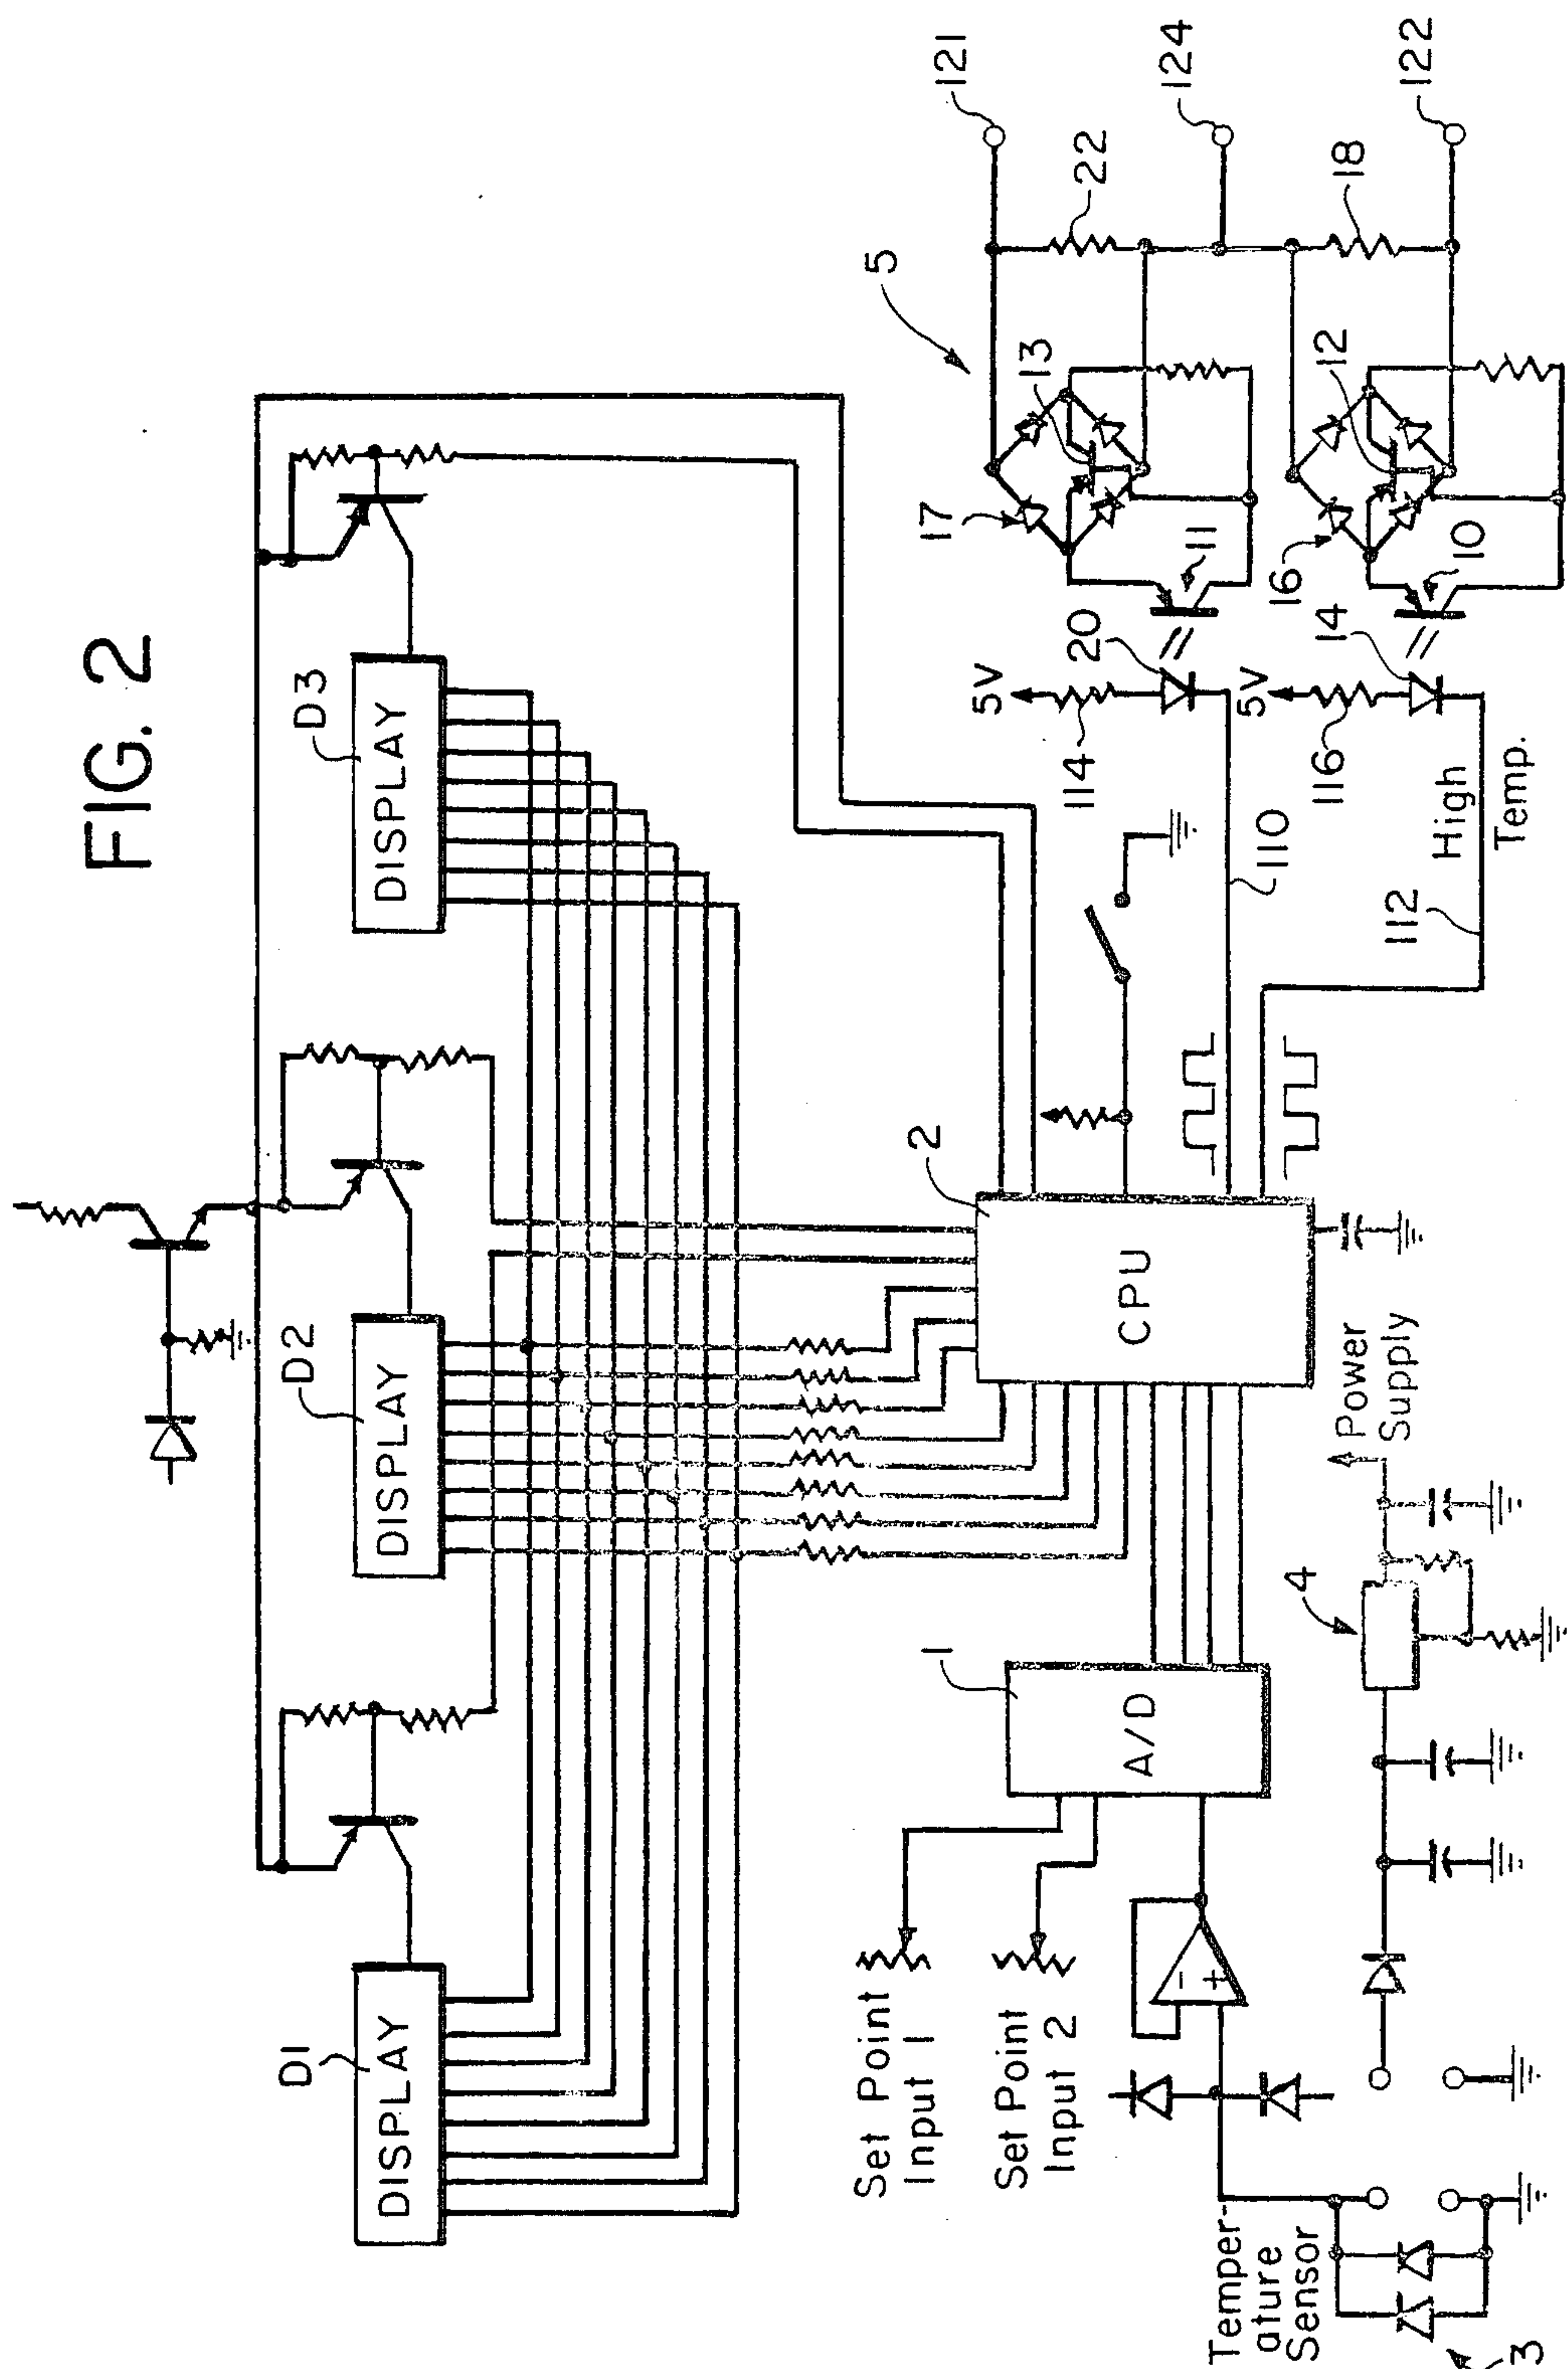 FIG. 2
D1
DISPLAY
D2
DISPLAY
D3
DISPLAY
Set Point
Input 1
Set Point
Input 2
Temper-
ature
Sensor
3
1
A/D
2
CPU
4
Power
Supply
5V
114
20
110
5V
116
14
High
Temp.
112
5
17
13
11
16
12
10
22
18
121
124
122
-
+